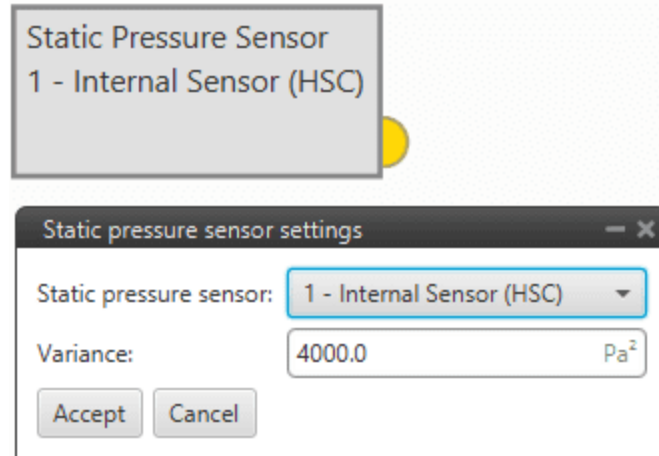 Static Pressure Sensor
1 - Internal Sensor (HSC)
Static pressure sensor settings
Static pressure sensor: 1 - Internal Sensor (HSC)
Variance: 4000.0 Pa²
Accept Cancel